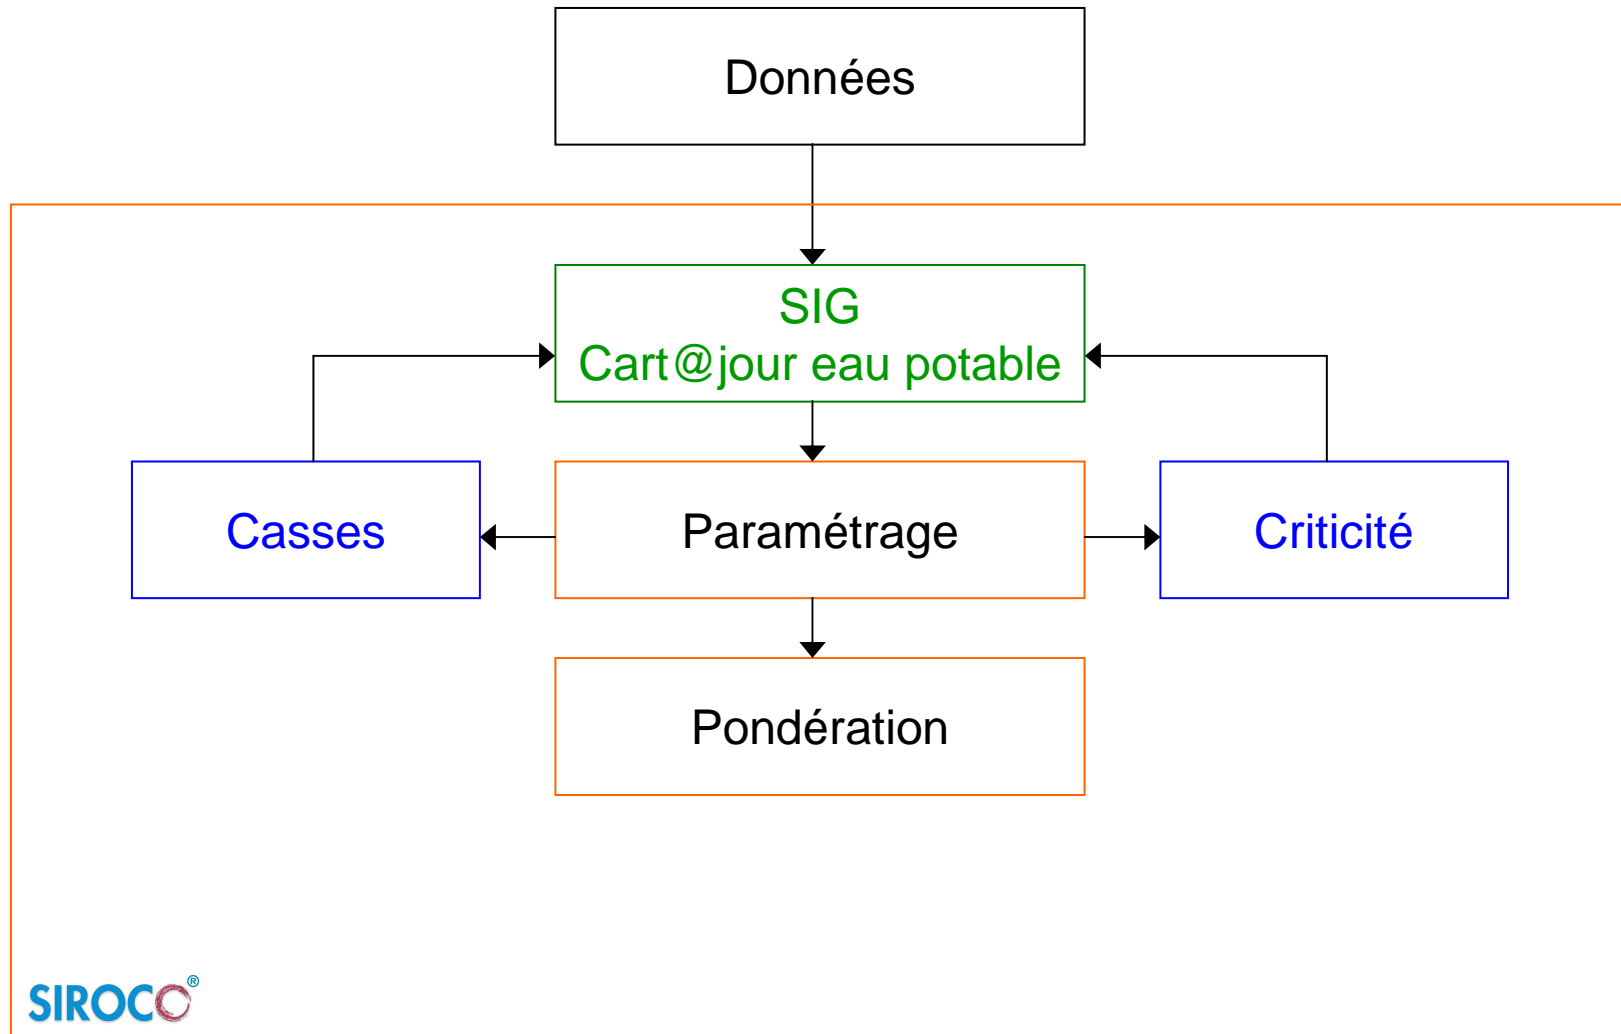 Données
SIG
Cart@jour eau potable
Casses
Paramétrage
Criticité
Pondération
SIROCO®